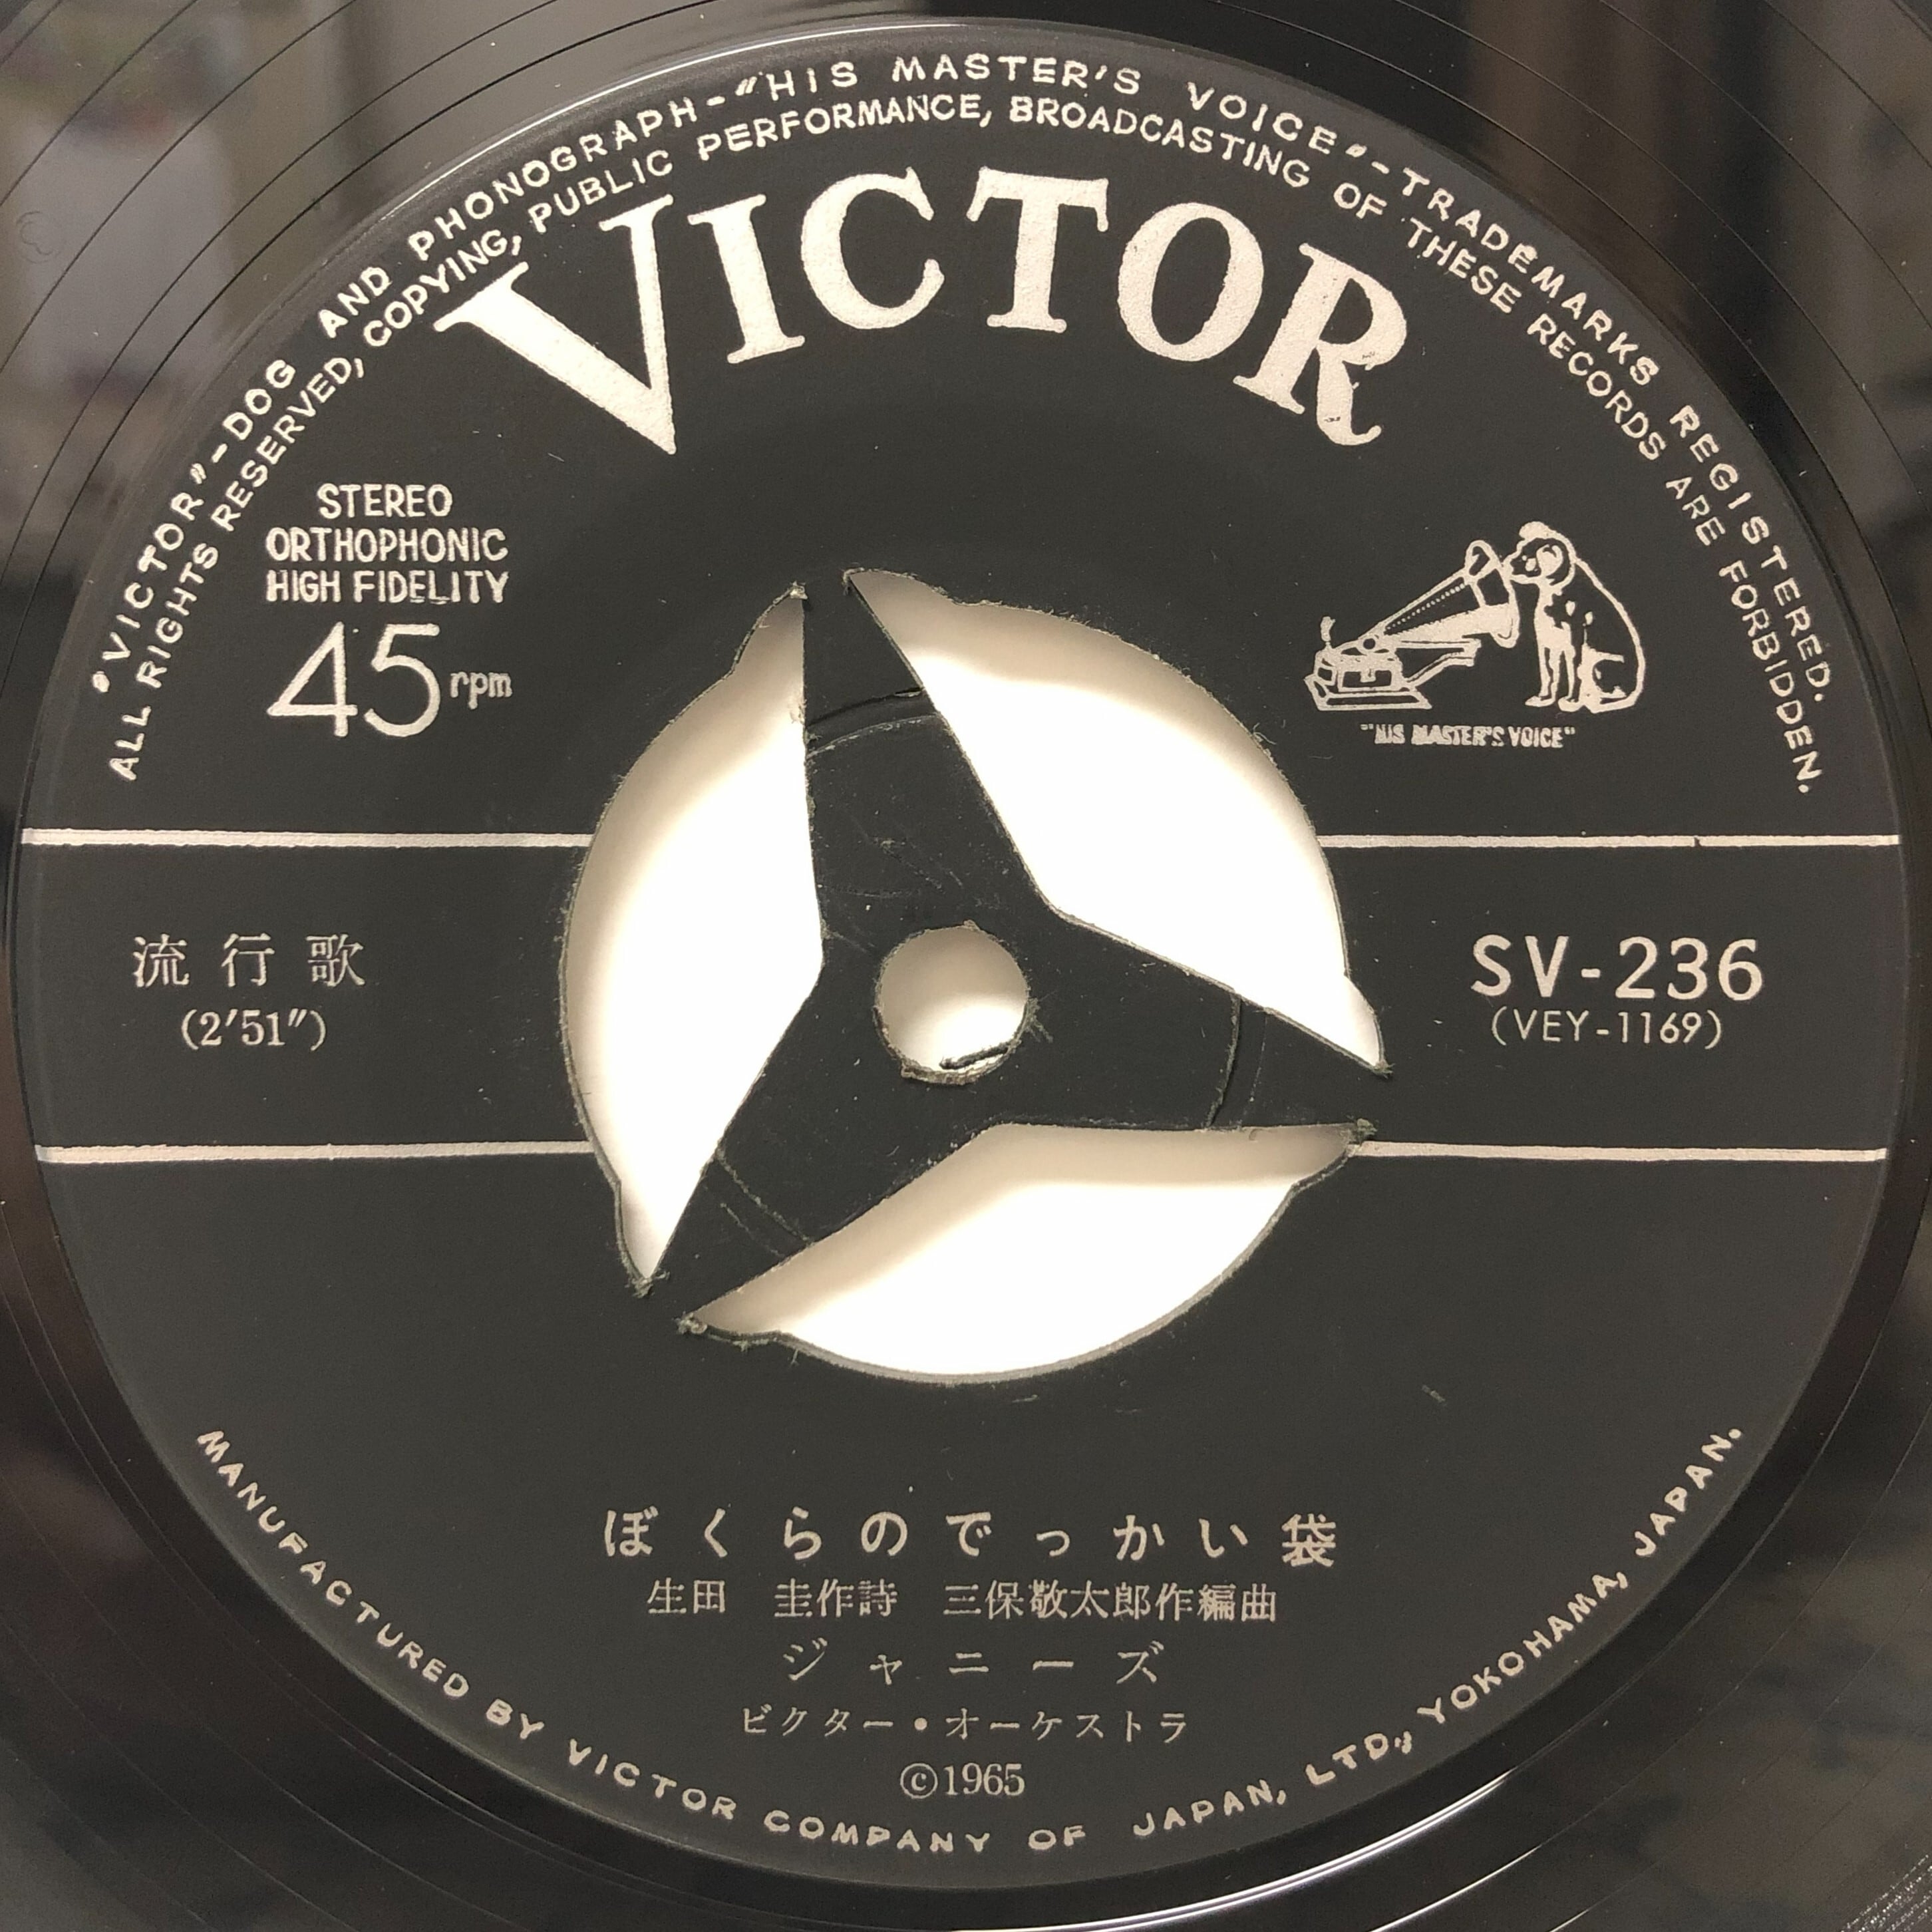 "VICTOR"-DOG AND PHONOGRAPH-"HIS MASTER'S VOICE"-TRADEMARKS REGISTERED.
ALL RIGHTS RESERVED, COPYING, PUBLIC PERFORMANCE, BROADCASTING OF THESE RECORDS ARE FORBIDDEN.
VICTOR
STEREO
ORTHOPHONIC
HIGH FIDELITY
45 rpm
"HIS MASTER'S VOICE"
流行歌
(2'51")
SV-236
(VEY-1169)
ぼくらのでっかい袋
生田 圭作詩 三保敬太郎作編曲
ジャニーズ
ビクター・オーケストラ
©1965
MANUFACTURED BY VICTOR COMPANY OF JAPAN, LTD., YOKOHAMA, JAPAN.